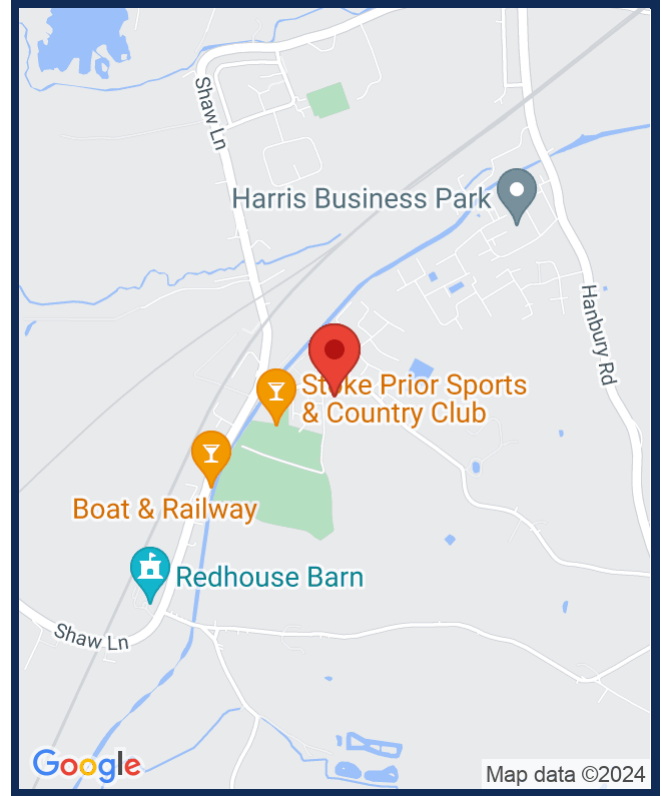 Shaw Ln
Harris Business Park
Hanbury Rd
Stoke Prior Sports
& Country Club
Boat & Railway
Redhouse Barn
Shaw Ln
Google
Map data ©2024